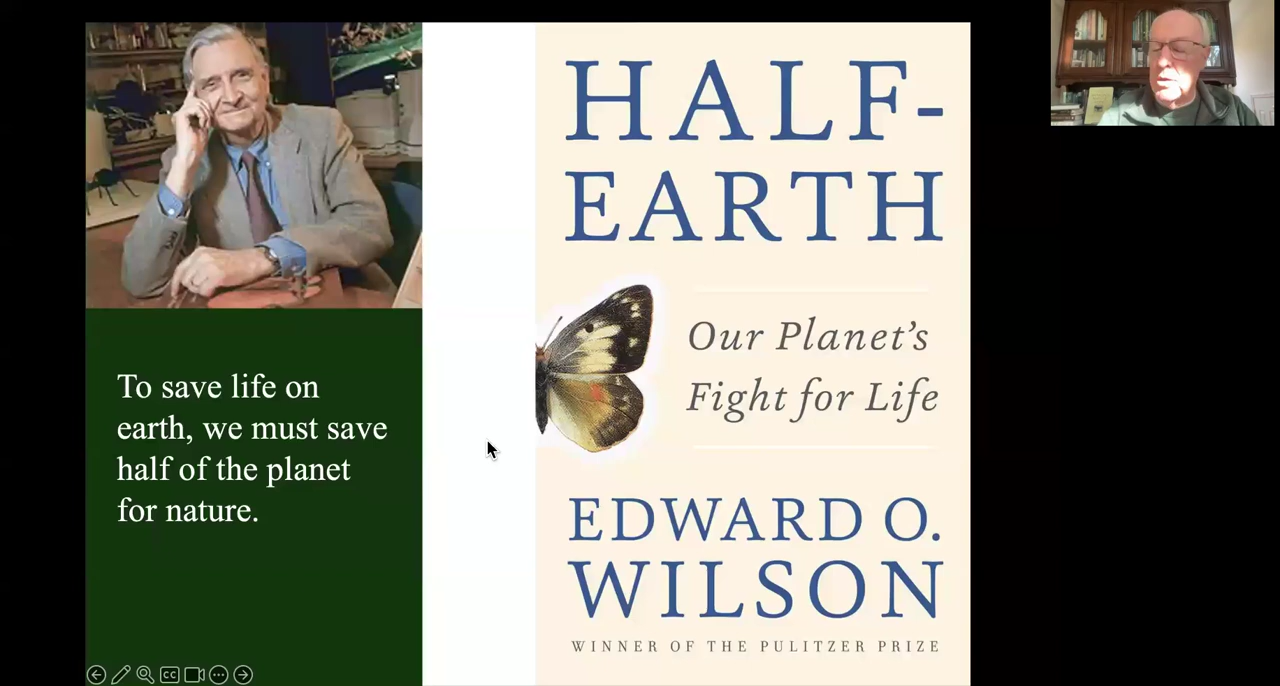 To save life on
earth, we must save
half of the planet
for nature.
HALF-
EARTH
Our Planet's
Fight for Life
EDWARD O.
WILSON
WINNER OF THE PULITZER PRIZE
CC